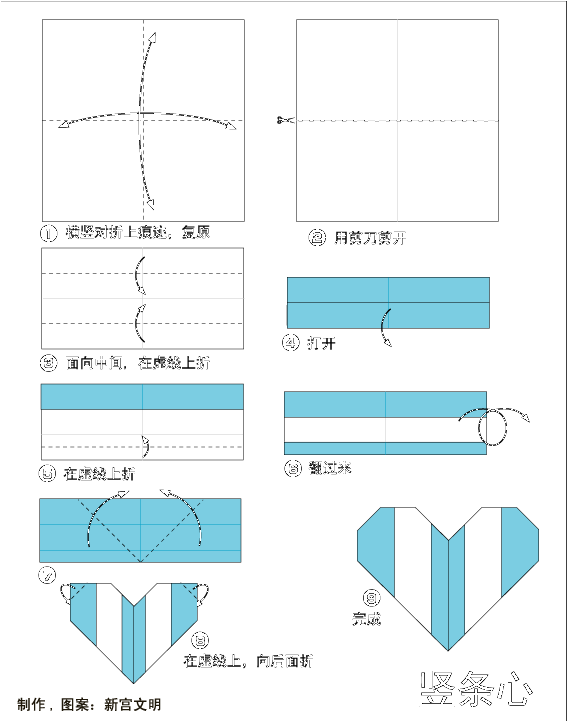 ① 横竖对折上痕迹，复原
② 用剪刀剪开
③ 面向中间，在虚线上折
④ 打开
⑤ 在虚线上折
⑥ 翻过来
⑦
⑧
在虚线上，向后面折
⑨
完成
竖条心
制作．图案：新宫文明